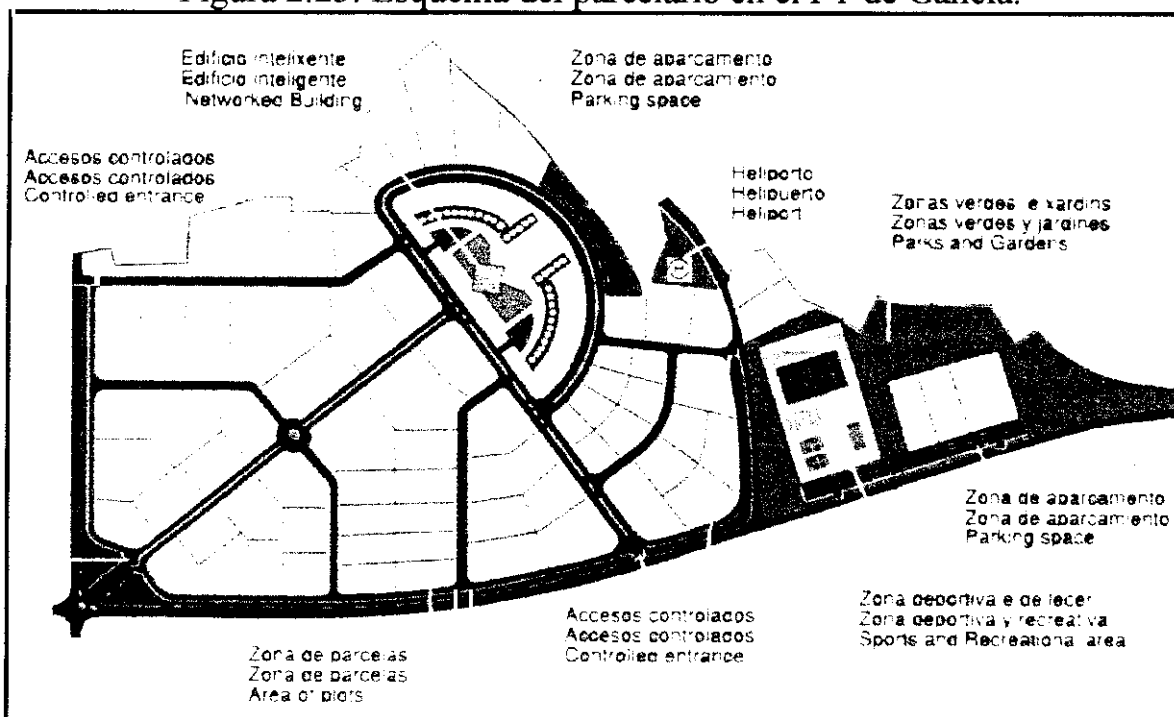 Figura 2.23: Esquema del parcelario en el PT de Galicia.
Edificio intelixente
Edificio inteligente
Networked Building
Zona de aparcamento
Zona de aparcamiento
Parking space
Accesos controlados
Accesos controlados
Controlled entrance
Heliporto
Helipuerto
Heliport
Zonas verdes e xardins
Zonas verdes y jardines
Parks and Gardens
H
Zona de aparcamento
Zona de aparcamiento
Parking space
Accesos controlados
Accesos controlados
Controlled entrance
Zona deportiva e de lecer
Zona deportiva y recreativa
Sports and Recreational area
Zona de parcelas
Zona de parcelas
Area of plots